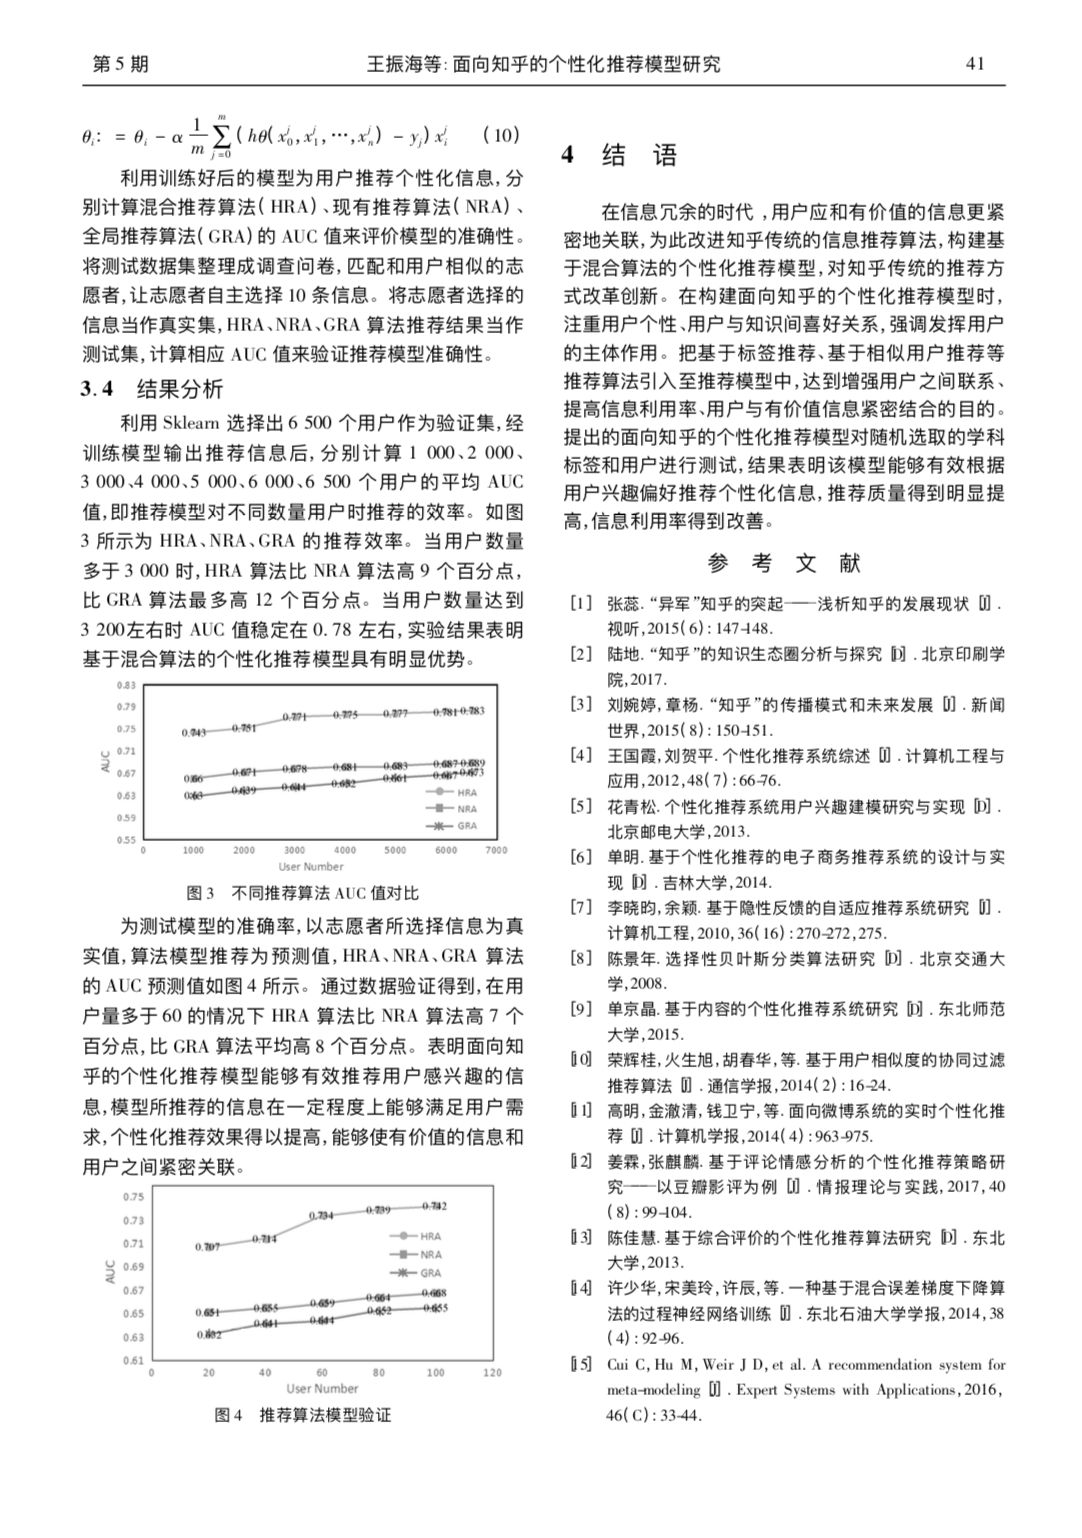 第 5 期 王振海等: 面向知乎的个性化推荐模型研究 41
θi: = θi − α 1/m ∑(j=0, m) ( hθ( x0^j, x1^j, …, xn^j) − yj) xi^j ( 10)
利用训练好后的模型为用户推荐个性化信息, 分
别计算混合推荐算法( HRA) 、现有推荐算法( NRA) 、
全局推荐算法( GRA) 的 AUC 值来评价模型的准确性。
将测试数据集整理成调查问卷, 匹配和用户相似的志
愿者, 让志愿者自主选择 10 条信息。将志愿者选择的
信息当作真实集, HRA、NRA、GRA 算法推荐结果当作
测试集, 计算相应 AUC 值来验证推荐模型准确性。
3. 4 结果分析
利用 Sklearn 选择出 6 500 个用户作为验证集, 经
训练模型输出推荐信息后, 分别计算 1 000、2 000、
3 000、4 000、5 000、6 000、6 500 个用户的平均 AUC
值, 即推荐模型对不同数量用户时推荐的效率。如图
3 所示为 HRA、NRA、GRA 的推荐效率。当用户数量
多于 3 000 时, HRA 算法比 NRA 算法高 9 个百分点,
比 GRA 算法最多高 12 个百分点。当用户数量达到
3 200左右时 AUC 值稳定在 0. 78 左右, 实验结果表明
基于混合算法的个性化推荐模型具有明显优势。
0.83
0.79
0.75
0.71
0.67
0.63
0.59
0.55
AUC
0.743 0.751 0.771 0.775 0.777 0.781 0.783
0.66 0.671 0.678 0.681 0.683 0.687 0.689
0.63 0.639 0.644 0.652 0.661 0.667 0.673
HRA
NRA
GRA
0 1000 2000 3000 4000 5000 6000 7000
User Number
图 3 不同推荐算法 AUC 值对比
为测试模型的准确率, 以志愿者所选择信息为真
实值, 算法模型推荐为预测值, HRA、NRA、GRA 算法
的 AUC 预测值如图 4 所示。通过数据验证得到, 在用
户量多于 60 的情况下 HRA 算法比 NRA 算法高 7 个
百分点, 比 GRA 算法平均高 8 个百分点。表明面向知
乎的个性化推荐模型能够有效推荐用户感兴趣的信
息, 模型所推荐的信息在一定程度上能够满足用户需
求, 个性化推荐效果得以提高, 能够使有价值的信息和
用户之间紧密关联。
0.75
0.73
0.71
0.69
0.67
0.65
0.63
0.61
AUC
0.707 0.714 0.734 0.739 0.742
0.651 0.655 0.659 0.664 0.668
0.632 0.641 0.644 0.652 0.655
HRA
NRA
GRA
0 20 40 60 80 100 120
User Number
图 4 推荐算法模型验证
4 结 语
在信息冗余的时代 , 用户应和有价值的信息更紧
密地关联, 为此改进知乎传统的信息推荐算法, 构建基
于混合算法的个性化推荐模型, 对知乎传统的推荐方
式改革创新。在构建面向知乎的个性化推荐模型时,
注重用户个性、用户与知识间喜好关系, 强调发挥用户
的主体作用。把基于标签推荐、基于相似用户推荐等
推荐算法引入至推荐模型中, 达到增强用户之间联系、
提高信息利用率、用户与有价值信息紧密结合的目的。
提出的面向知乎的个性化推荐模型对随机选取的学科
标签和用户进行测试, 结果表明该模型能够有效根据
用户兴趣偏好推荐个性化信息, 推荐质量得到明显提
高, 信息利用率得到改善。
参 考 文 献
[1] 张蕊. “异军”知乎的突起——浅析知乎的发展现状 [J] .
视听, 2015( 6) : 147-148.
[2] 陆地. “知乎”的知识生态圈分析与探究 [D] . 北京印刷学
院, 2017.
[3] 刘婉婷, 章杨. “知乎”的传播模式和未来发展 [J] . 新闻
世界, 2015( 8) : 150-151.
[4] 王国霞, 刘贺平. 个性化推荐系统综述 [J] . 计算机工程与
应用, 2012, 48( 7) : 66-76.
[5] 花青松. 个性化推荐系统用户兴趣建模研究与实现 [D] .
北京邮电大学, 2013.
[6] 单明. 基于个性化推荐的电子商务推荐系统的设计与实
现 [D] . 吉林大学, 2014.
[7] 李晓昀, 余颖. 基于隐性反馈的自适应推荐系统研究 [J] .
计算机工程, 2010, 36( 16) : 270-272, 275.
[8] 陈景年. 选择性贝叶斯分类算法研究 [D] . 北京交通大
学, 2008.
[9] 单京晶. 基于内容的个性化推荐系统研究 [D] . 东北师范
大学, 2015.
[10] 荣辉桂, 火生旭, 胡春华, 等. 基于用户相似度的协同过滤
推荐算法 [J] . 通信学报, 2014( 2) : 16-24.
[11] 高明, 金澈清, 钱卫宁, 等. 面向微博系统的实时个性化推
荐 [J] . 计算机学报, 2014( 4) : 963-975.
[12] 姜霖, 张麒麟. 基于评论情感分析的个性化推荐策略研
究——以豆瓣影评为例 [J] . 情报理论与实践, 2017, 40
( 8) : 99-104.
[13] 陈佳慧. 基于综合评价的个性化推荐算法研究 [D] . 东北
大学, 2013.
[14] 许少华, 宋美玲, 许辰, 等. 一种基于混合误差梯度下降算
法的过程神经网络训练 [J] . 东北石油大学学报, 2014, 38
( 4) : 92-96.
[15] Cui C, Hu M, Weir J D, et al. A recommendation system for
meta-modeling [J] . Expert Systems with Applications, 2016,
46( C) : 33-44.